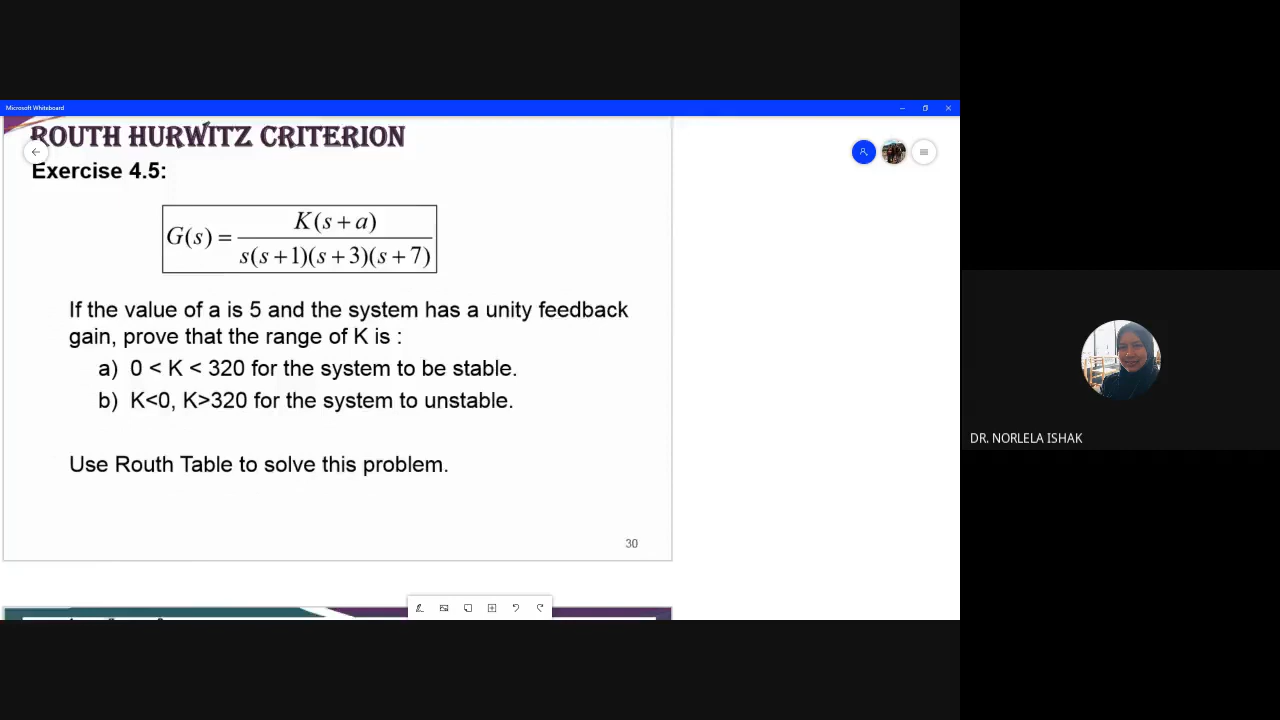 Microsoft Whiteboard
ROUTH HURWITZ CRITERION
Exercise 4.5:
G(s) = K(s + a) / s(s + 1)(s + 3)(s + 7)
If the value of a is 5 and the system has a unity feedback
gain, prove that the range of K is :
a) 0 < K < 320 for the system to be stable.
b) K<0, K>320 for the system to unstable.
Use Routh Table to solve this problem.
30
DR. NORLELA ISHAK